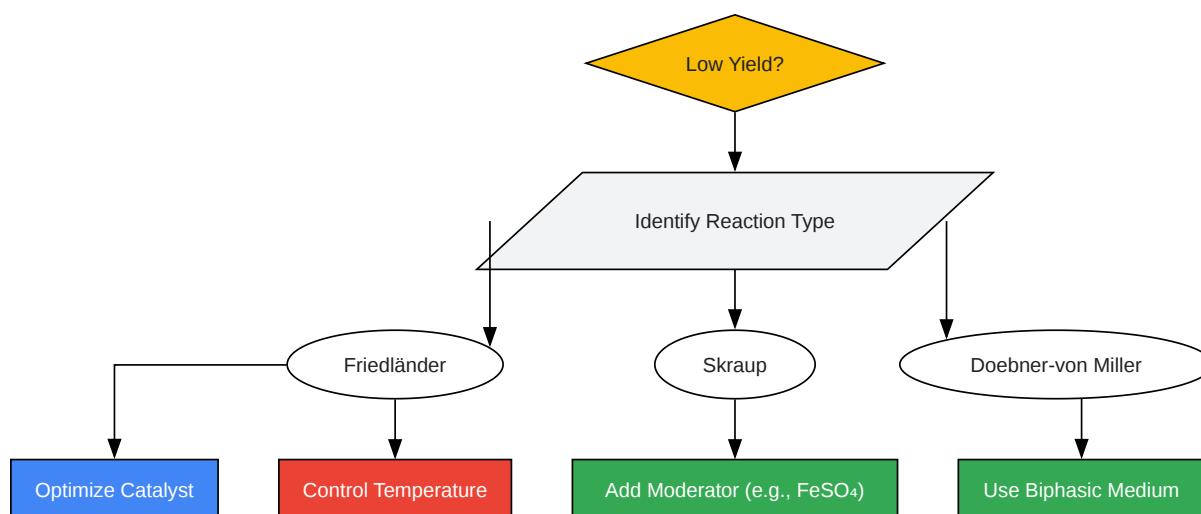 Low Yield?
Identify Reaction Type
Friedländer
Skraup
Doebner-von Miller
Optimize Catalyst
Control Temperature
Add Moderator (e.g., FeSO₄)
Use Biphasic Medium